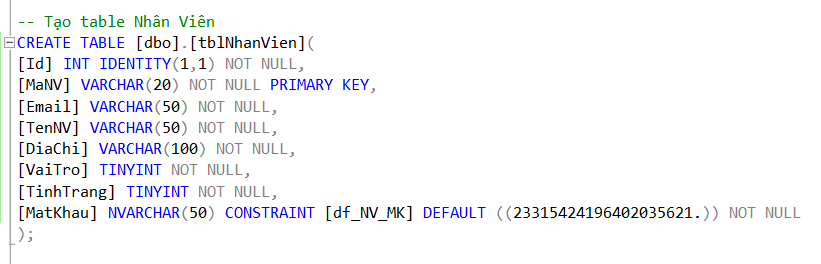 -- Tạo table Nhân Viên
CREATE TABLE [dbo].[tblNhanVien](
[Id] INT IDENTITY(1,1) NOT NULL,
[MaNV] VARCHAR(20) NOT NULL PRIMARY KEY,
[Email] VARCHAR(50) NOT NULL,
[TenNV] VARCHAR(50) NOT NULL,
[DiaChi] VARCHAR(100) NOT NULL,
[VaiTro] TINYINT NOT NULL,
[TinhTrang] TINYINT NOT NULL,
[MatKhau] NVARCHAR(50) CONSTRAINT [df_NV_MK] DEFAULT ((23315424196402035621.)) NOT NULL
);